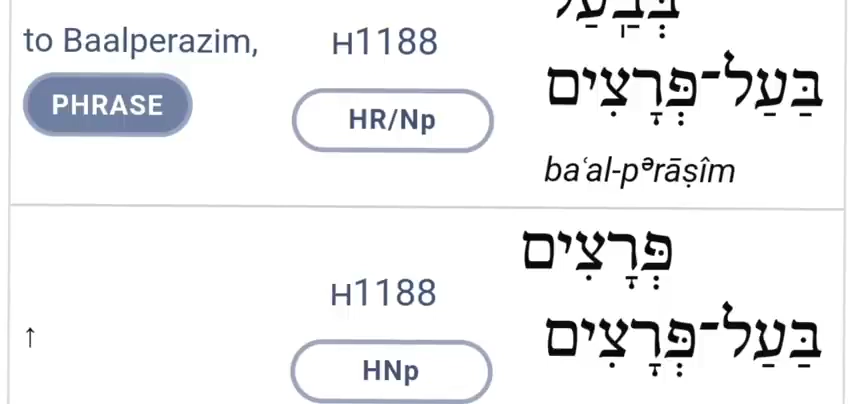 to Baalperazim,
H1188
בְּבַֽעַל
PHRASE
HR/Np
בַּעַל־פְּרָצִים
baʿal-pᵊrāṣîm
פְּרָצִים
H1188
↑
בַּעַל־פְּרָצִים
HNp